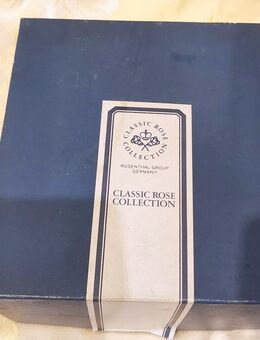 CLASSIC ROSE
COLLECTION
ROSENTHAL GROUP
GERMANY
CLASSIC ROSE
COLLECTION